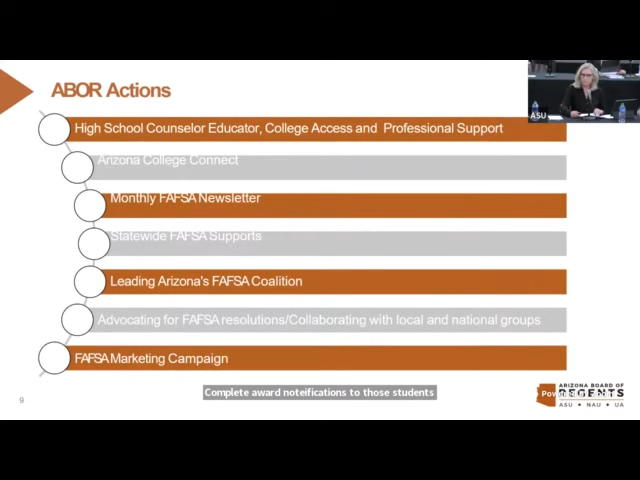 ABOR Actions
ASU
High School Counselor Educator, College Access and Professional Support
Arizona College Connect
Monthly FAFSA Newsletter
Statewide FAFSA Supports
Leading Arizona's FAFSA Coalition
Advocating for FAFSA resolutions/Collaborating with local and national groups
FAFSA Marketing Campaign
Complete award noteifications to those students
9
ARIZONA BOARD OF
REGENTS
ASU • NAU • UA